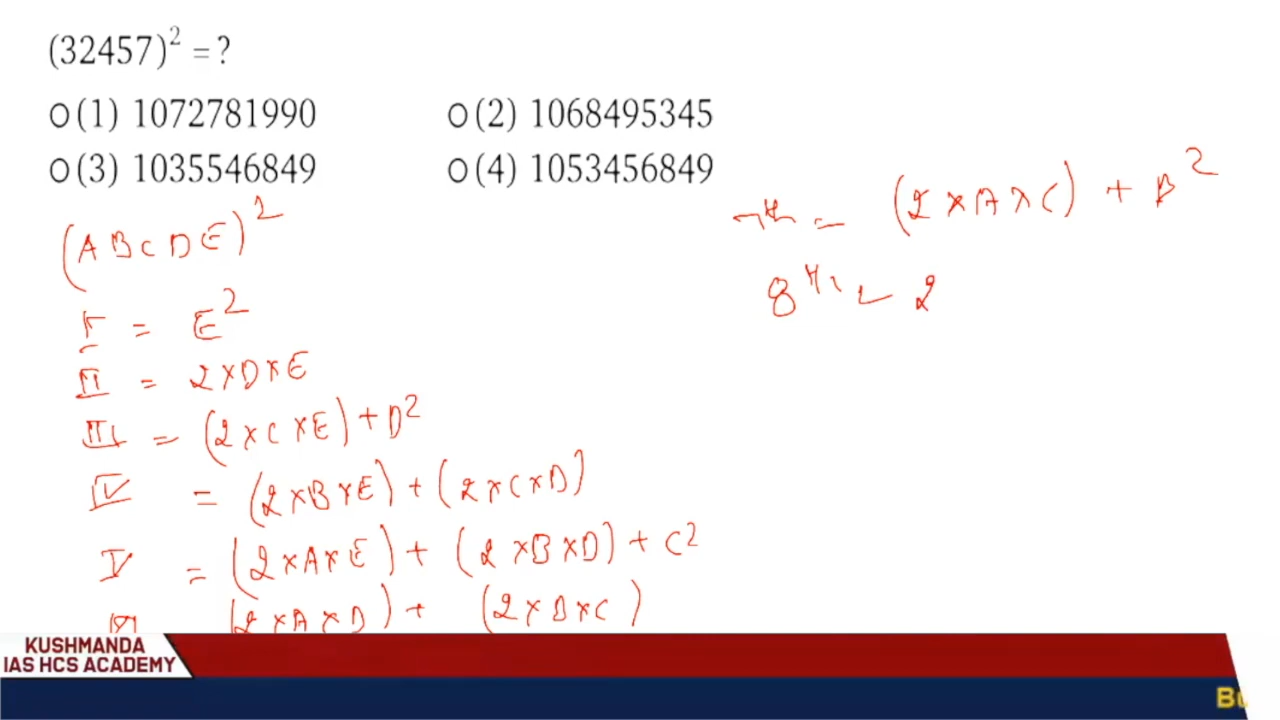 (32457)² = ?
(1) 1072781990 (2) 1068495345
(3) 1035546849 (4) 1053456849
(ABCDE)²
I = E²
II = 2×D×E
III = (2×C×E) + D²
IV = (2×B×E) + (2×C×D)
V = (2×A×E) + (2×B×D) + C²
VI (2×A×D) + (2×B×C)
7th = (2×A×C) + B²
8th = 2
KUSHMANDA
IAS HCS ACADEMY